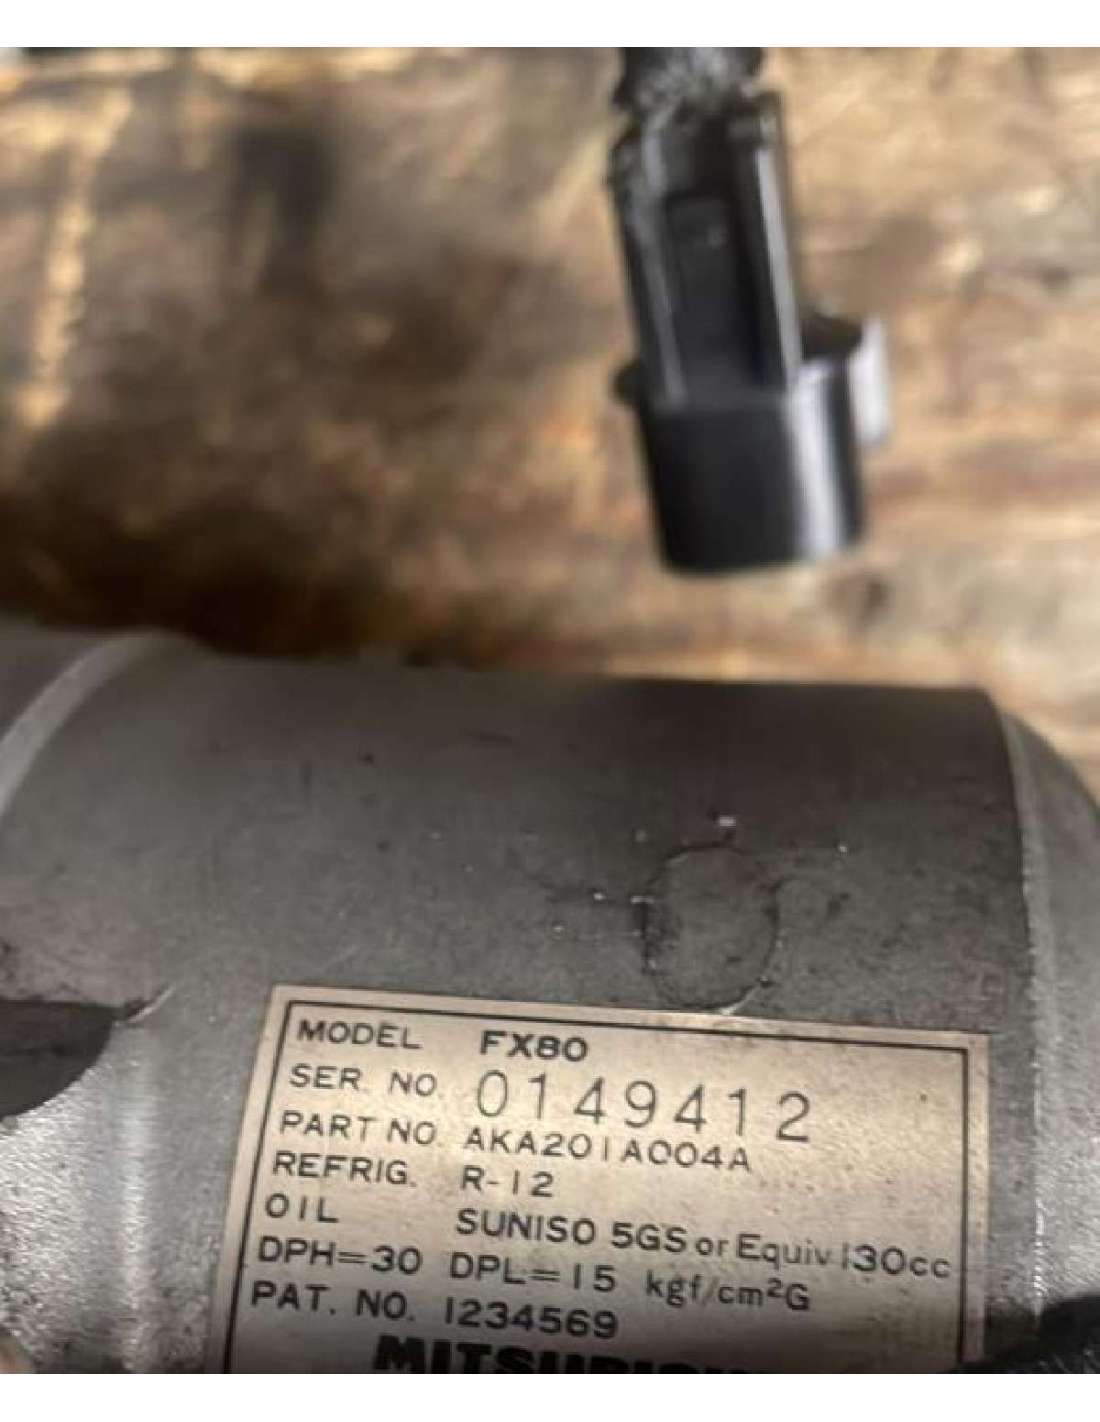 MODEL FX80
SER. NO. 0149412
PART NO. AKA201A004A
REFRIG. R-12
OIL SUNISO 5GS or Equiv 130cc
DPH=30 DPL=15 kgf/cm²G
PAT. NO. 1234569
MITSUBISHI